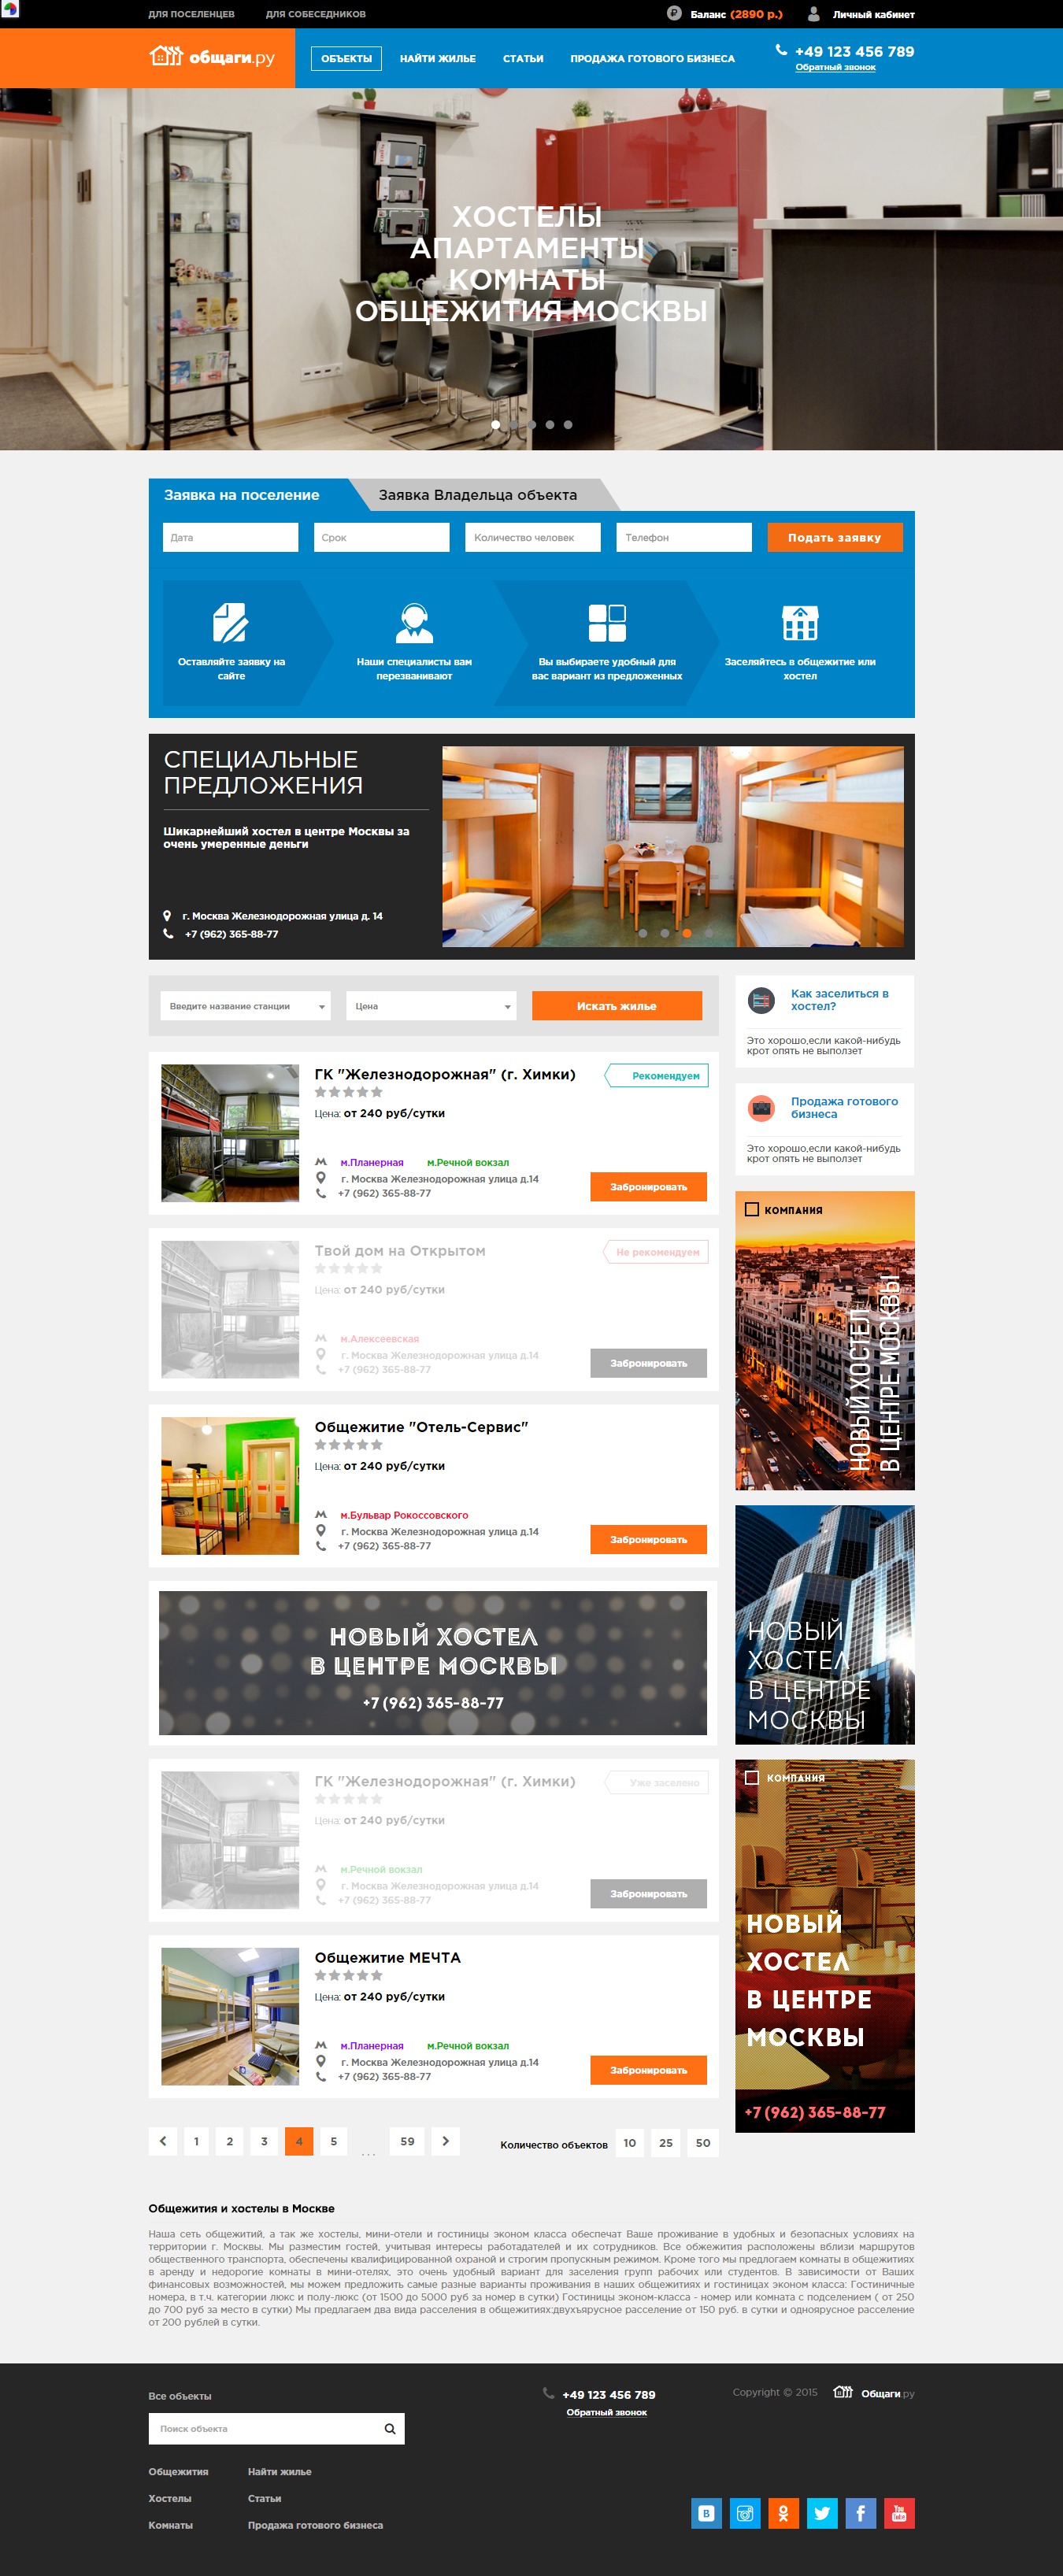 ДЛЯ ПОСЕЛЕНЦЕВ
ДЛЯ СОБЕСЕДНИКОВ
Баланс (2890 р.)
Личный кабинет
общаги.ру
ОБЪЕКТЫ
НАЙТИ ЖИЛЬЕ
СТАТЬИ
ПРОДАЖА ГОТОВОГО БИЗНЕСА
+49 123 456 789
Обратный звонок
ХОСТЕЛЫ
АПАРТАМЕНТЫ
КОМНАТЫ
ОБЩЕЖИТИЯ МОСКВЫ
Заявка на поселение
Заявка Владельца объекта
Дата
Срок
Количество человек
Телефон
Подать заявку
Оставляйте заявку на
сайте
Наши специалисты вам
перезванивают
Вы выбираете удобный для
вас вариант из предложенных
Заселяйтесь в общежитие или
хостел
СПЕЦИАЛЬНЫЕ
ПРЕДЛОЖЕНИЯ
Шикарнейший хостел в центре Москвы за
очень умеренные деньги
г. Москва Железнодорожная улица д. 14
+7 (962) 365-88-77
Введите название станции
Цена
Искать жилье
Как заселиться в
хостел?
Это хорошо,если какой-нибудь
крот опять не выползет
Продажа готового
бизнеса
Это хорошо,если какой-нибудь
крот опять не выползет
ГК "Железнодорожная" (г. Химки)
Рекомендуем
Цена: от 240 руб/сутки
м.Планерная
м.Речной вокзал
г. Москва Железнодорожная улица д.14
+7 (962) 365-88-77
Забронировать
КОМПАНИЯ
НОВЫЙ ХОСТЕЛ
В ЦЕНТРЕ МОСКВЫ
Твой дом на Открытом
Не рекомендуем
Цена: от 240 руб/сутки
м.Алексеевская
г. Москва Железнодорожная улица д.14
+7 (962) 365-88-77
Забронировать
Общежитие "Отель-Сервис"
Цена: от 240 руб/сутки
м.Бульвар Рокоссовского
г. Москва Железнодорожная улица д.14
+7 (962) 365-88-77
Забронировать
НОВЫЙ
ХОСТЕЛ
В ЦЕНТРЕ
МОСКВЫ
НОВЫЙ ХОСТЕЛ
В ЦЕНТРЕ МОСКВЫ
+7 (962) 365-88-77
ГК "Железнодорожная" (г. Химки)
Уже заселено
Цена: от 240 руб/сутки
м.Речной вокзал
г. Москва Железнодорожная улица д.14
+7 (962) 365-88-77
Забронировать
КОМПАНИЯ
НОВЫЙ
ХОСТЕЛ
В ЦЕНТРЕ
МОСКВЫ
+7 (962) 365-88-77
Общежитие МЕЧТА
Цена: от 240 руб/сутки
м.Планерная
м.Речной вокзал
г. Москва Железнодорожная улица д.14
+7 (962) 365-88-77
Забронировать
1 2 3 4 5 ... 59
Количество объектов 10 25 50
Общежития и хостелы в Москве
Наша сеть общежитий, а так же хостелы, мини-отели и гостиницы эконом класса обеспечат Ваше проживание в удобных и безопасных условиях на
территории г. Москвы. Мы разместим гостей, учитывая интересы работадателей и их сотрудников. Все обжежития расположены вблизи маршрутов
общественного транспорта, обеспечены квалифицированной охраной и строгим пропускным режимом. Кроме того мы предлогаем комнаты в общежитиях
в аренду и недорогие комнаты в мини-отелях, это очень удобный вариант для заселения групп рабочих или студентов. В зависимости от Ваших
финансовых возможностей, мы можем предложить самые разные варианты проживания в наших общежитиях и гостиницах эконом класса: Гостиничные
номера, в т.ч. категории люкс и полу-люкс (от 1500 до 5000 руб за номер в сутки) Гостиницы эконом-класса - номер или комната с подселением ( от 250
до 700 руб за место в сутки) Мы предлагаем два вида расселения в общежитиях:двухъярусное расселение от 150 руб. в сутки и одноярусное расселение
от 200 рублей в сутки.
Все объекты
+49 123 456 789
Обратный звонок
Copyright © 2015
Общаги.ру
Поиск объекта
Общежития
Найти жилье
Хостелы
Статьи
Комнаты
Продажа готового бизнеса
You
Tube